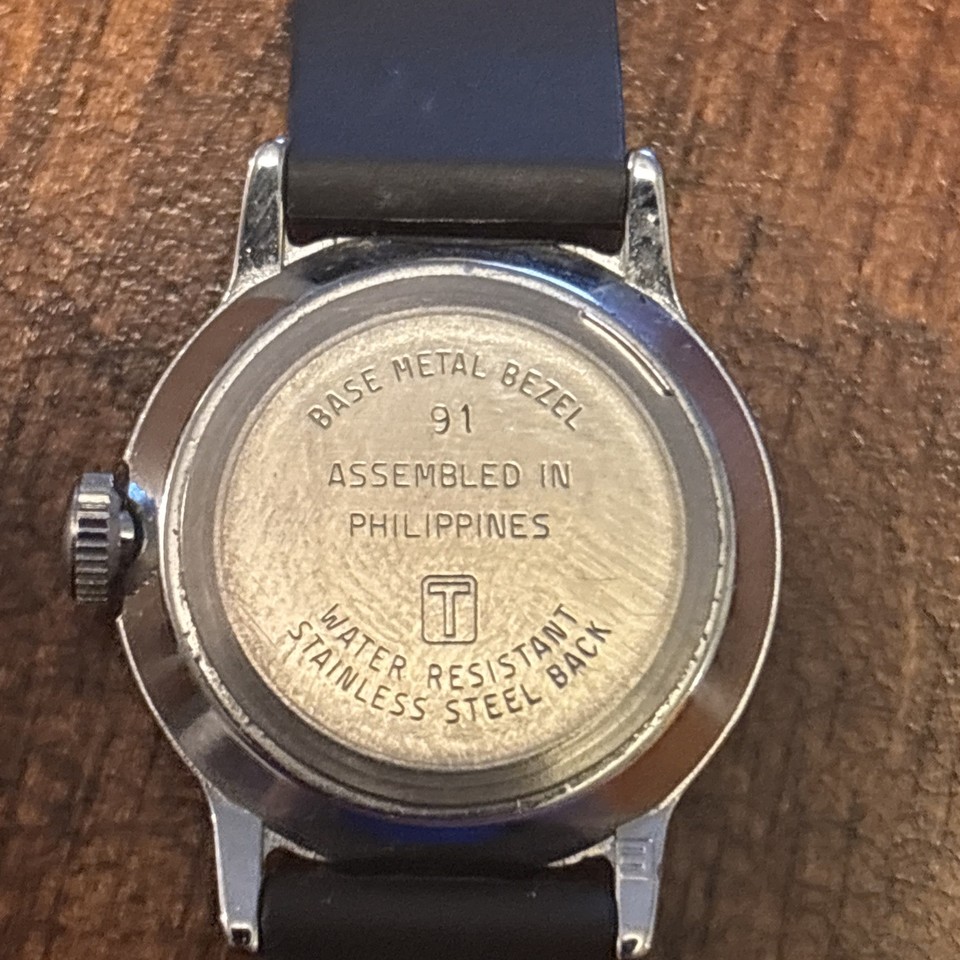 BASE METAL BEZEL
91
ASSEMBLED IN
PHILIPPINES
T
WATER RESISTANT
STAINLESS STEEL BACK